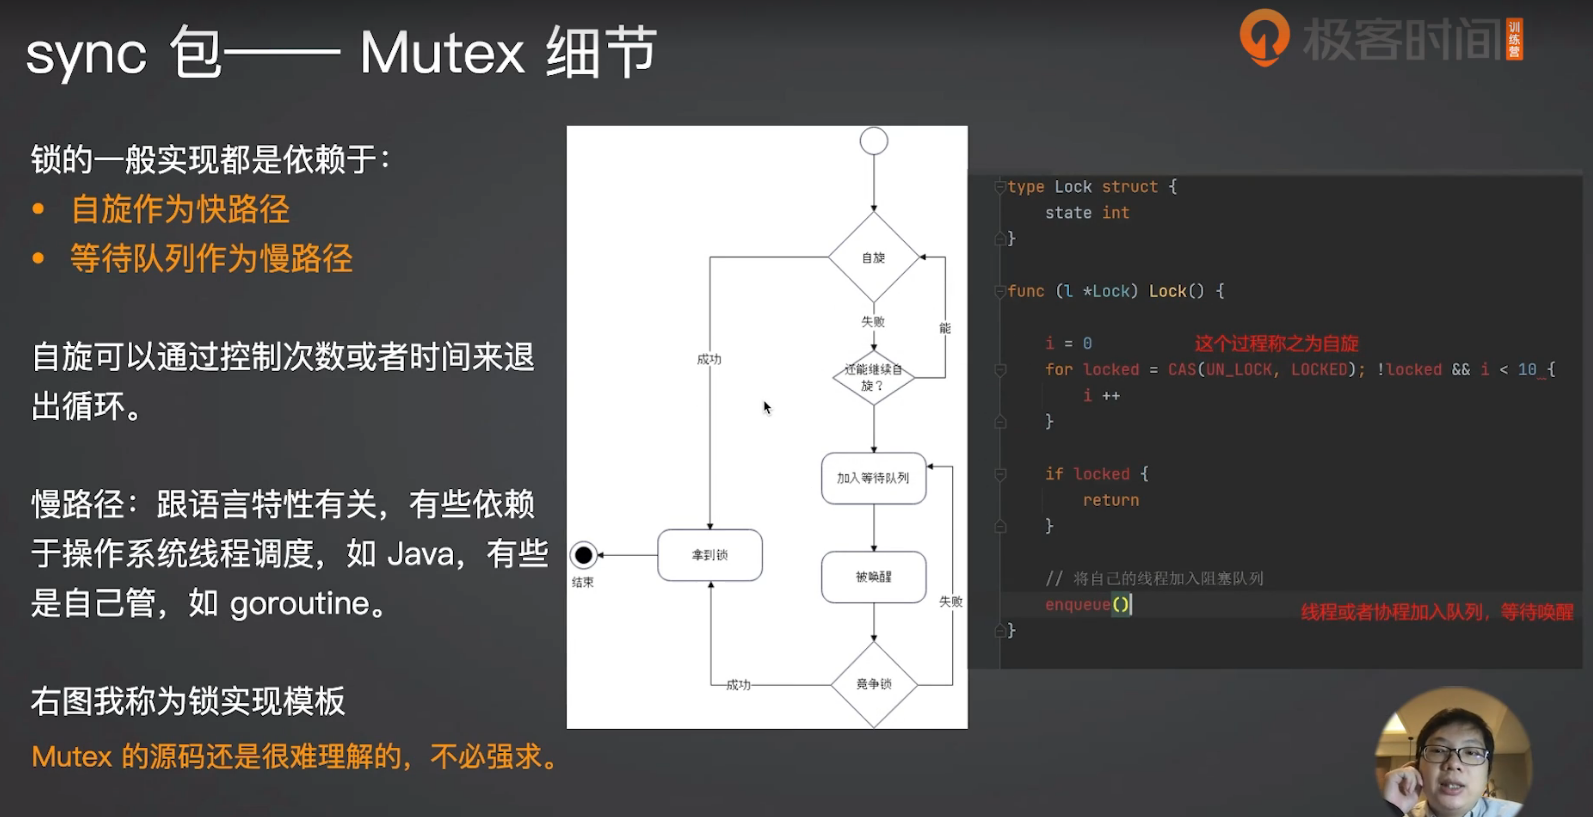 sync 包—— Mutex 细节
极客时间
训练营
锁的一般实现都是依赖于：
• 自旋作为快路径
• 等待队列作为慢路径
自旋可以通过控制次数或者时间来退
出循环。
慢路径：跟语言特性有关，有些依赖
于操作系统线程调度，如 Java，有些
是自己管，如 goroutine。
右图我称为锁实现模板
Mutex 的源码还是很难理解的，不必强求。
自旋
失败
能
成功
还能继续自
旋？
加入等待队列
拿到锁
结束
被唤醒
失败
成功
竟争锁
type Lock struct {
state int
}
func (l *Lock) Lock() {
i = 0
这个过程称之为自旋
for locked = CAS(UN_LOCK, LOCKED); !locked && i < 10 {
i ++
}
if locked {
return
}
// 将自己的线程加入阻塞队列
enqueue()
线程或者协程加入队列，等待唤醒
}